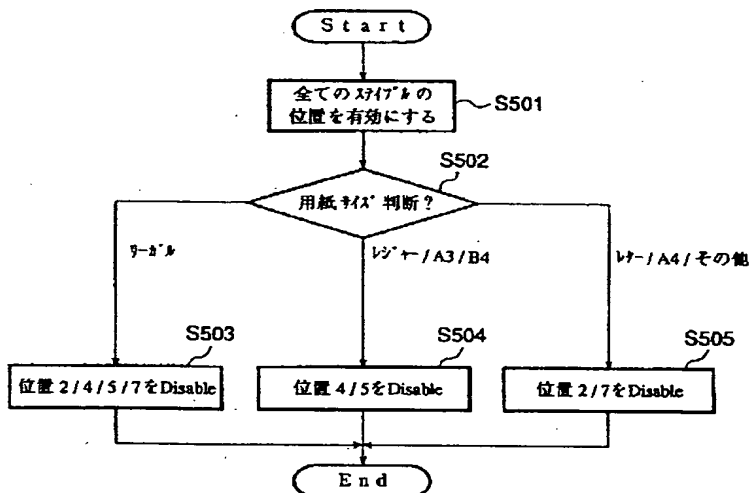 Start
全てのｽﾃｲﾌﾟﾙの
位置を有効にする
S501
S502
用紙ｻｲｽﾞ判断？
ﾘｰｶﾞﾙ
ﾚｼﾞｬｰ/A3/B4
ﾚﾀｰ/A4/その他
S503
S504
S505
位置2/4/5/7をDisable
位置4/5をDisable
位置2/7をDisable
End